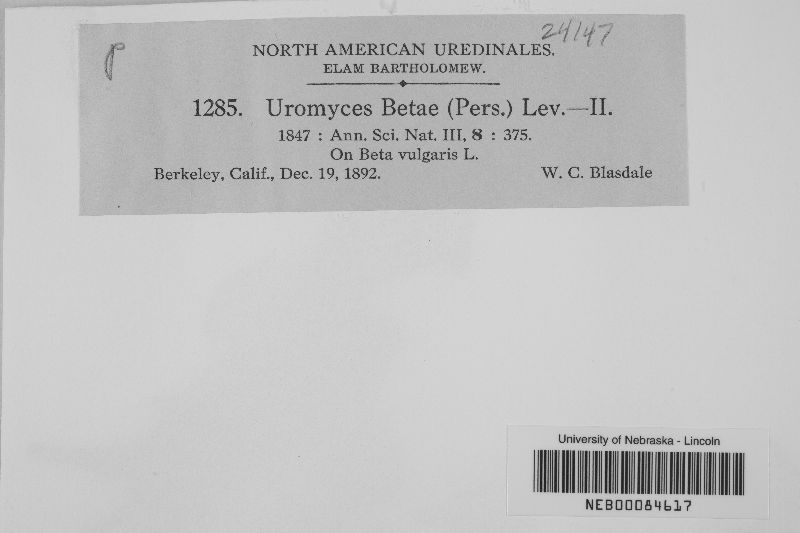 24147
NORTH AMERICAN UREDINALES.
ELAM BARTHOLOMEW.
1285. Uromyces Betae (Pers.) Lev.—II.
1847 : Ann. Sci. Nat. III, 8 : 375.
On Beta vulgaris L.
Berkeley, Calif., Dec. 19, 1892. W. C. Blasdale
University of Nebraska - Lincoln
NEB00084617